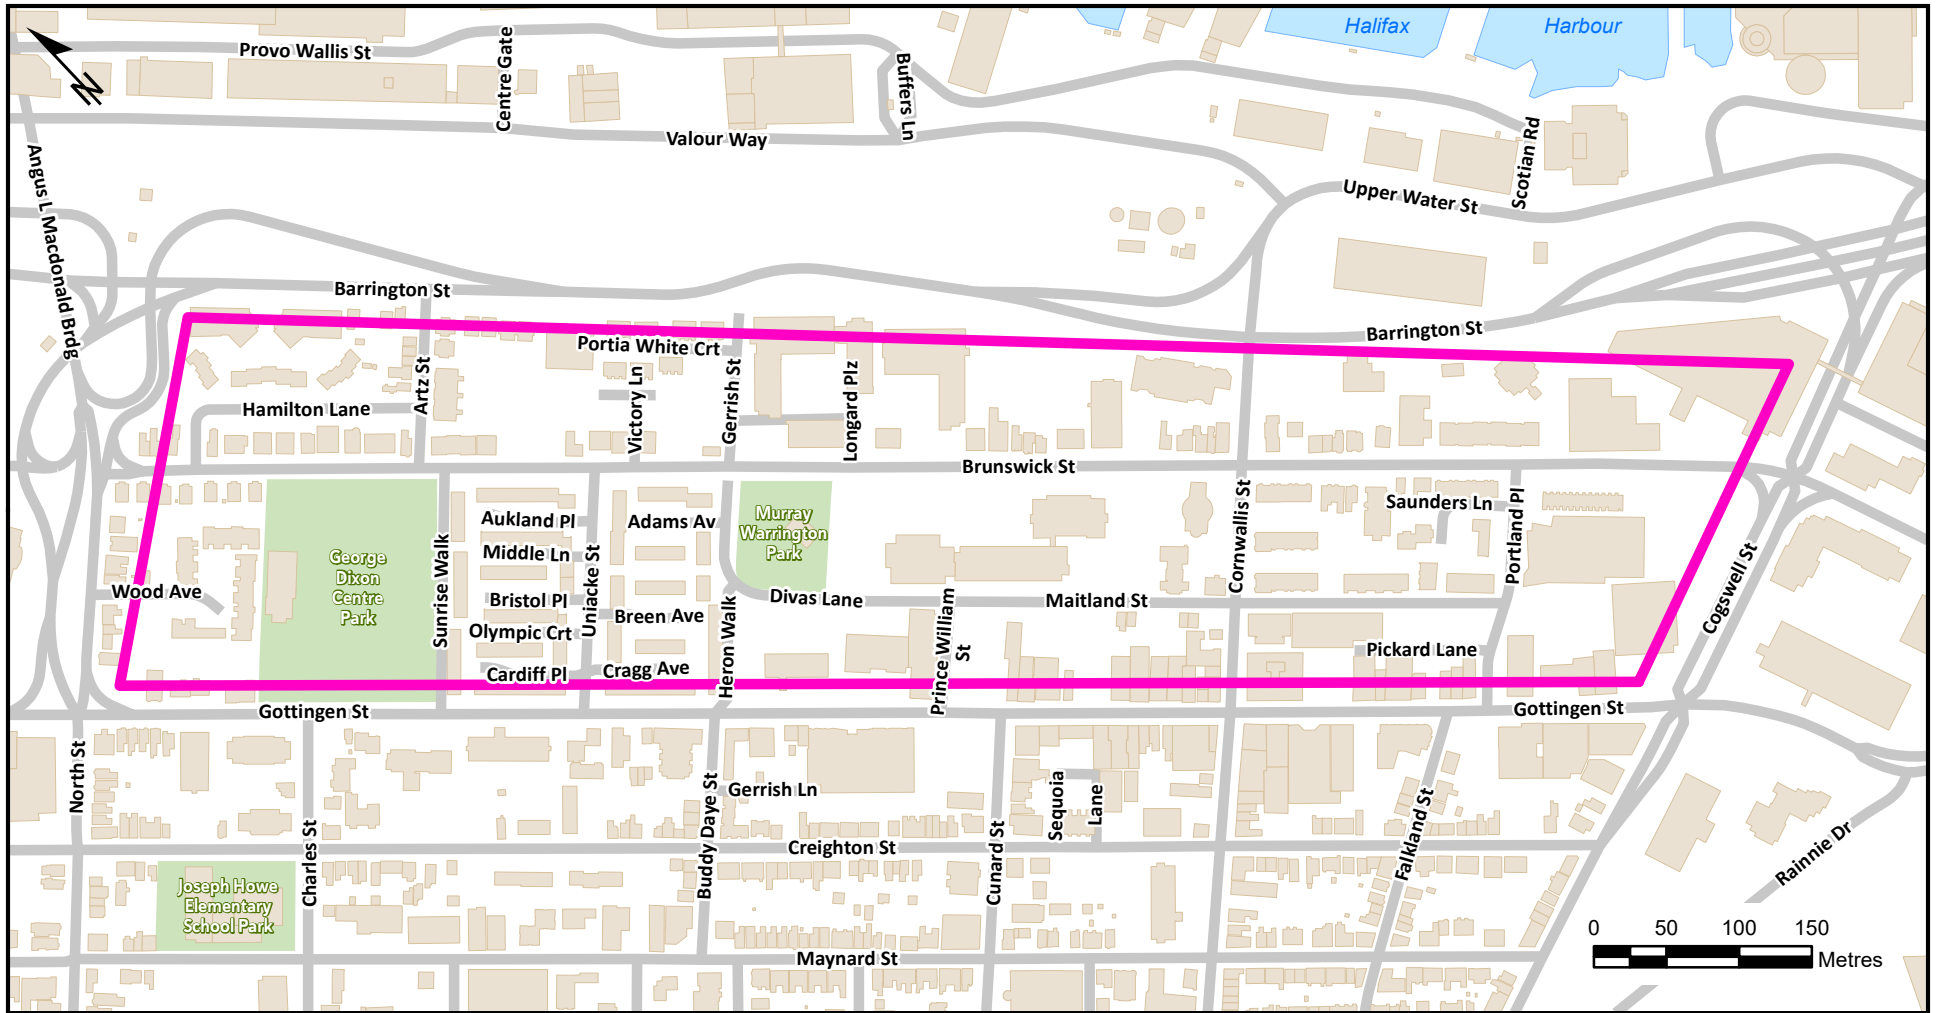 Halifax
Harbour
Provo Wallis St
Centre Gate
Buffers Ln
Valour Way
Scotian Rd
Angus L Macdonald Brdg
Upper Water St
Barrington St
Barrington St
Portia White Crt
Artz St
Victory Ln
Gerrish St
Longard Plz
Hamilton Lane
Brunswick St
Cornwallis St
Saunders Ln
Portland Pl
Aukland Pl
Adams Av
Murray
Warrington
Park
George
Dixon
Centre
Park
Sunrise Walk
Middle Ln
Uniacke St
Wood Ave
Bristol Pl
Breen Ave
Divas Lane
Maitland St
Cogswell St
Olympic Crt
Heron Walk
Prince William
St
Pickard Lane
Cardiff Pl
Cragg Ave
Gottingen St
Gottingen St
North St
Charles St
Buddy Daye St
Gerrish Ln
Sequoia
Lane
Cunard St
Falkland St
Creighton St
Rainnie Dr
Joseph Howe
Elementary
School Park
Maynard St
0 50 100 150
Metres
N